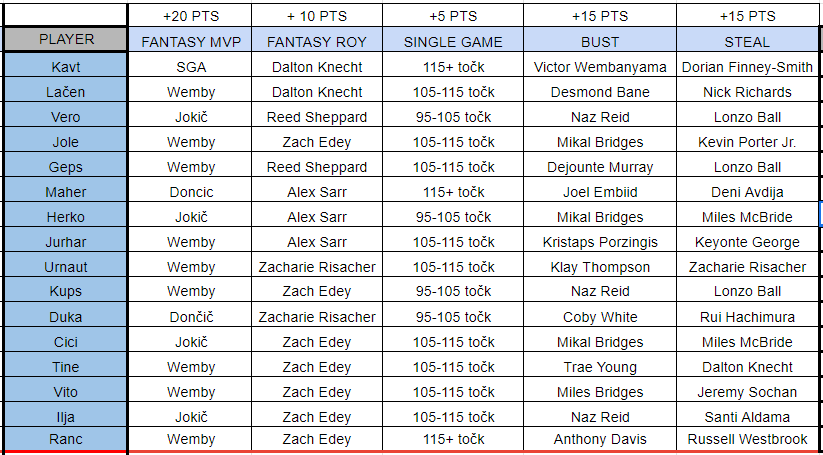 +20 PTS + 10 PTS +5 PTS +15 PTS +15 PTS
PLAYER FANTASY MVP FANTASY ROY SINGLE GAME BUST STEAL
Kavt SGA Dalton Knecht 115+ točk Victor Wembanyama Dorian Finney-Smith
Lačen Wemby Dalton Knecht 105-115 točk Desmond Bane Nick Richards
Vero Jokič Reed Sheppard 95-105 točk Naz Reid Lonzo Ball
Jole Wemby Zach Edey 105-115 točk Mikal Bridges Kevin Porter Jr.
Geps Wemby Reed Sheppard 105-115 točk Dejounte Murray Lonzo Ball
Maher Doncic Alex Sarr 115+ točk Joel Embiid Deni Avdija
Herko Jokič Alex Sarr 95-105 točk Mikal Bridges Miles McBride
Jurhar Wemby Alex Sarr 105-115 točk Kristaps Porzingis Keyonte George
Urnaut Wemby Zacharie Risacher 105-115 točk Klay Thompson Zacharie Risacher
Kups Wemby Zach Edey 95-105 točk Naz Reid Lonzo Ball
Duka Dončič Zacharie Risacher 95-105 točk Coby White Rui Hachimura
Cici Jokič Zach Edey 105-115 točk Mikal Bridges Miles McBride
Tine Wemby Zach Edey 105-115 točk Trae Young Dalton Knecht
Vito Wemby Zach Edey 105-115 točk Miles Bridges Jeremy Sochan
Ilja Jokič Zach Edey 105-115 točk Naz Reid Santi Aldama
Ranc Wemby Zach Edey 115+ točk Anthony Davis Russell Westbrook